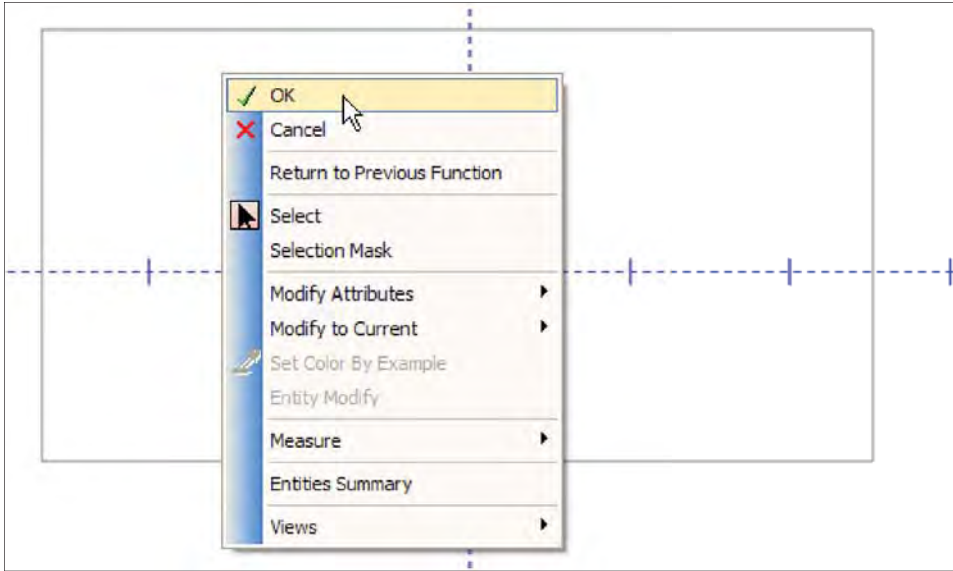 OK
Cancel
Return to Previous Function
Select
Selection Mask
Modify Attributes
Modify to Current
Set Color By Example
Entity Modify
Measure
Entities Summary
Views